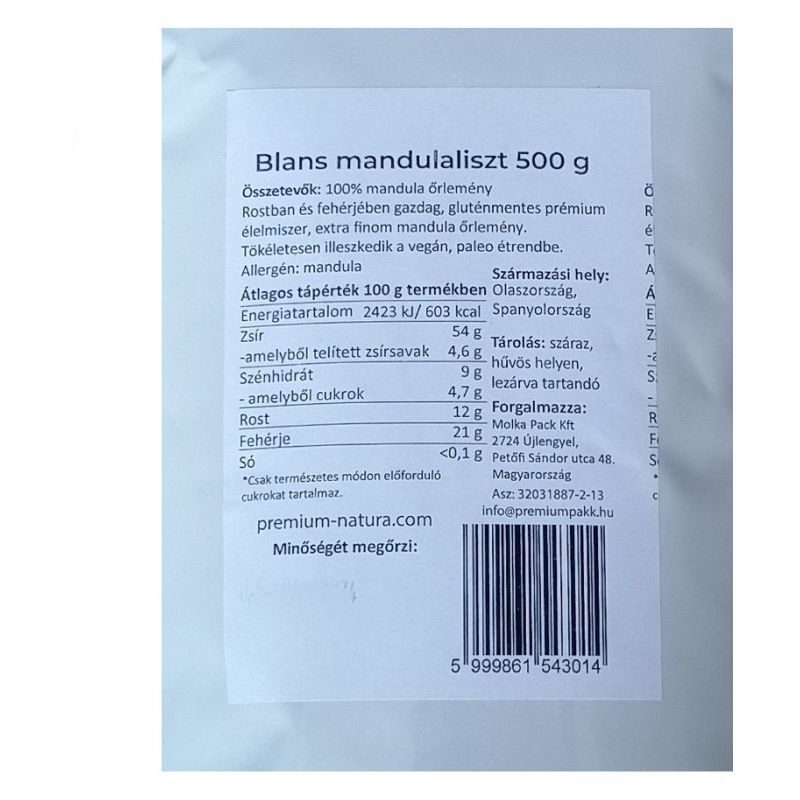 Blans mandulaliszt 500 g
Összetevők: 100% mandula őrlemény
Rostban és fehérjében gazdag, gluténmentes prémium
élelmiszer, extra finom mandula őrlemény.
Tökéletesen illeszkedik a vegán, paleo étrendbe.
Allergén: mandula
Átlagos tápérték 100 g termékben
Energiatartalom 2423 kJ/ 603 kcal
Zsír 54 g
-amelyből telített zsírsavak 4,6 g
Szénhidrát 9 g
- amelyből cukrok 4,7 g
Rost 12 g
Fehérje 21 g
Só <0,1 g
*Csak természetes módon előforduló
cukrokat tartalmaz.
premium-natura.com
Minőségét megőrzi:
Származási hely:
Olaszország,
Spanyolország
Tárolás: száraz,
hűvös helyen,
lezárva tartandó
Forgalmazza:
Molka Pack Kft
2724 Újlengyel,
Petőfi Sándor utca 48.
Magyarország
Asz: 32031887-2-13
info@premiumpakk.hu
5 999861 543014